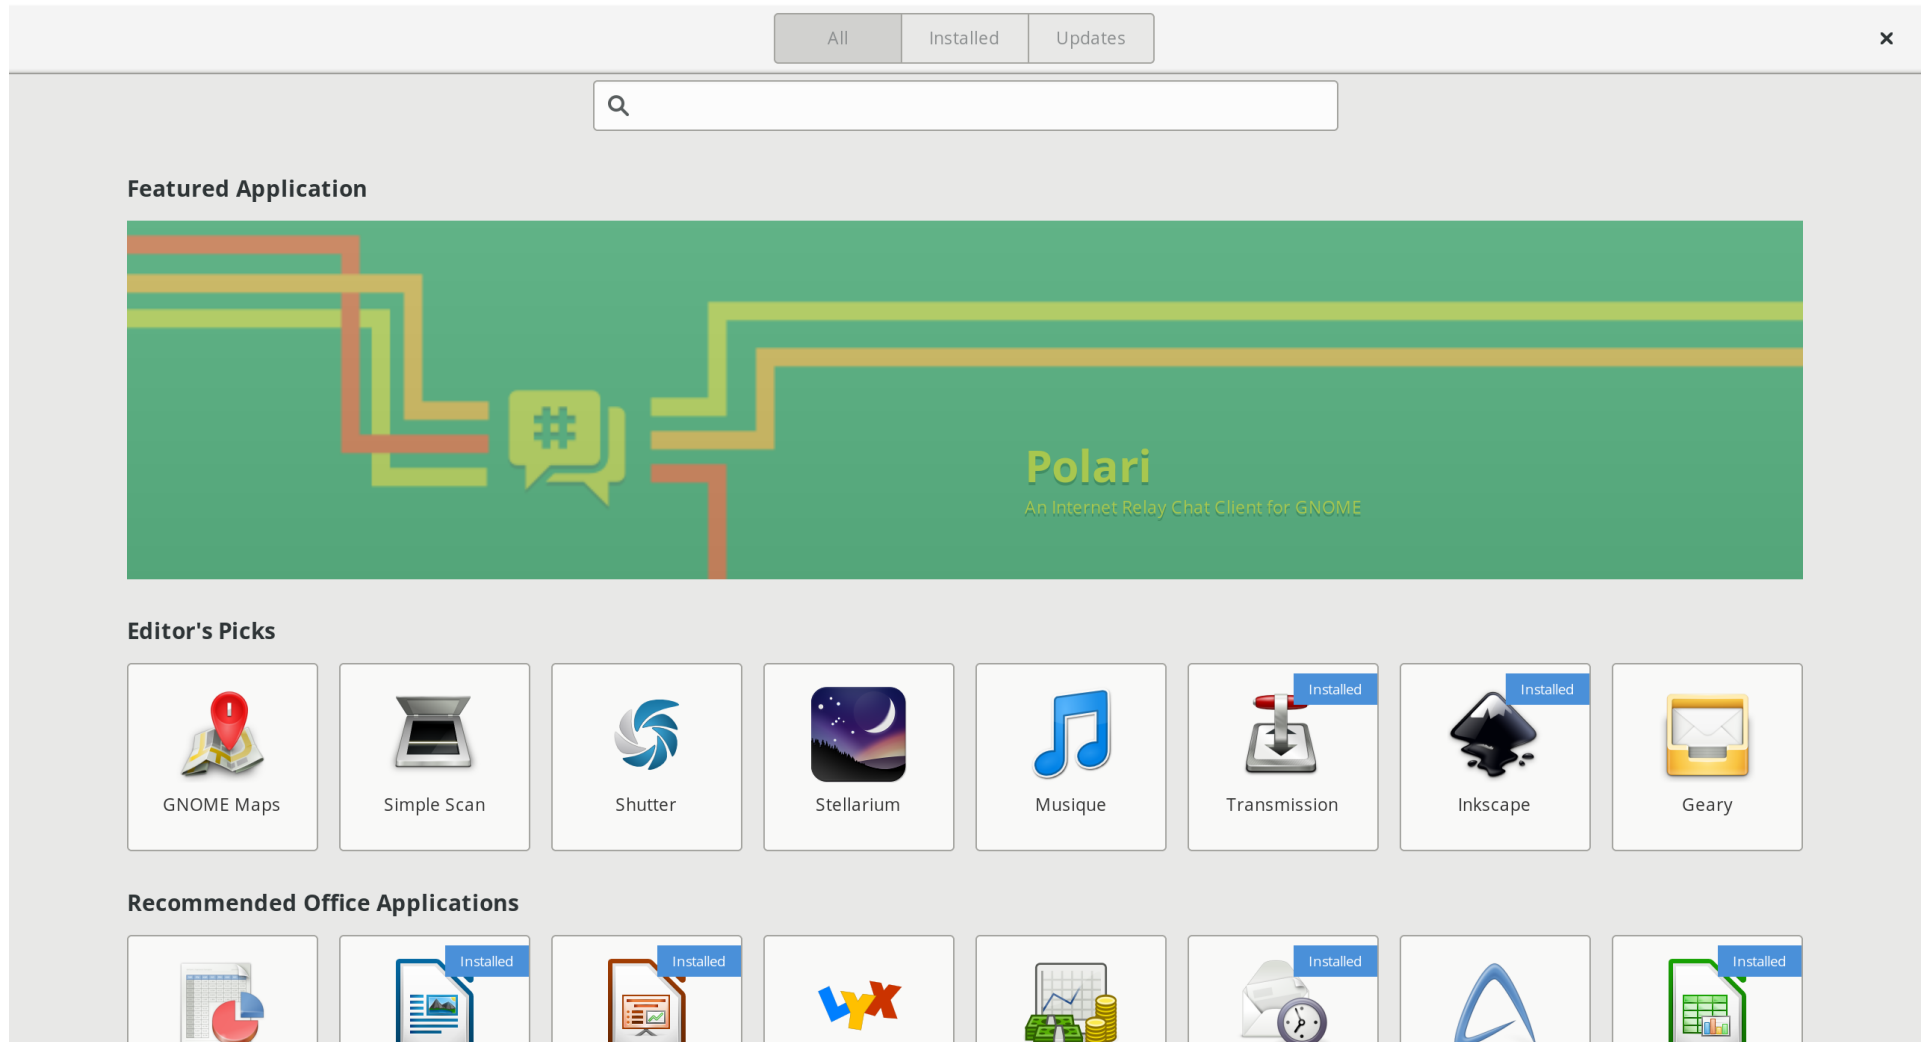 All
Installed
Updates
Featured Application
Polari
An Internet Relay Chat Client for GNOME
Editor's Picks
Installed
Installed
GNOME Maps
Simple Scan
Shutter
Stellarium
Musique
Transmission
Inkscape
Geary
Recommended Office Applications
Installed
Installed
Installed
Installed
LYX